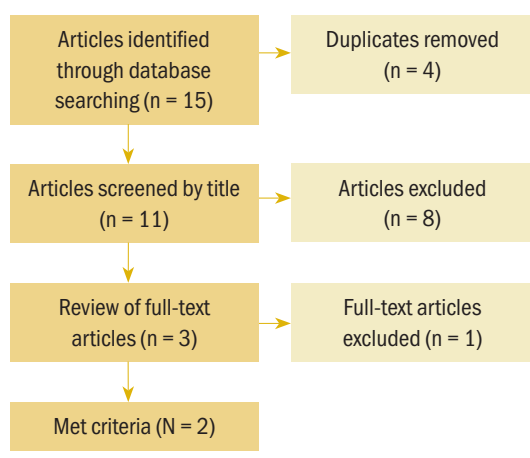 Articles identified
through database
searching (n = 15)
Duplicates removed
(n = 4)
Articles screened by title
(n = 11)
Articles excluded
(n = 8)
Review of full-text
articles (n = 3)
Full-text articles
excluded (n = 1)
Met criteria (N = 2)